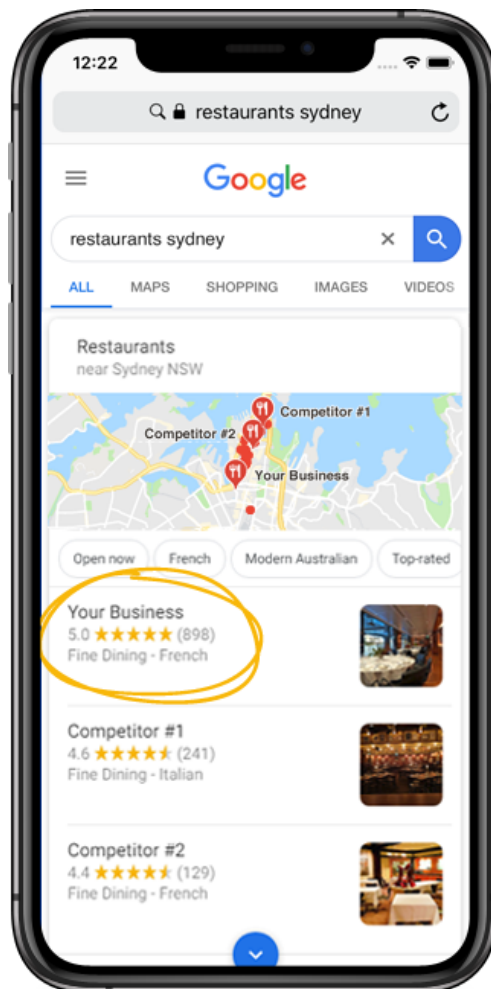 12:22
restaurants sydney
Google
restaurants sydney
ALL MAPS SHOPPING IMAGES VIDEOS
Restaurants
near Sydney NSW
Competitor #1
Competitor #2
Your Business
Open now French Modern Australian Top-rated
Your Business
5.0 ★★★★★ (898)
Fine Dining - French
Competitor #1
4.6 ★★★★★ (241)
Fine Dining - Italian
Competitor #2
4.4 ★★★★★ (129)
Fine Dining - French